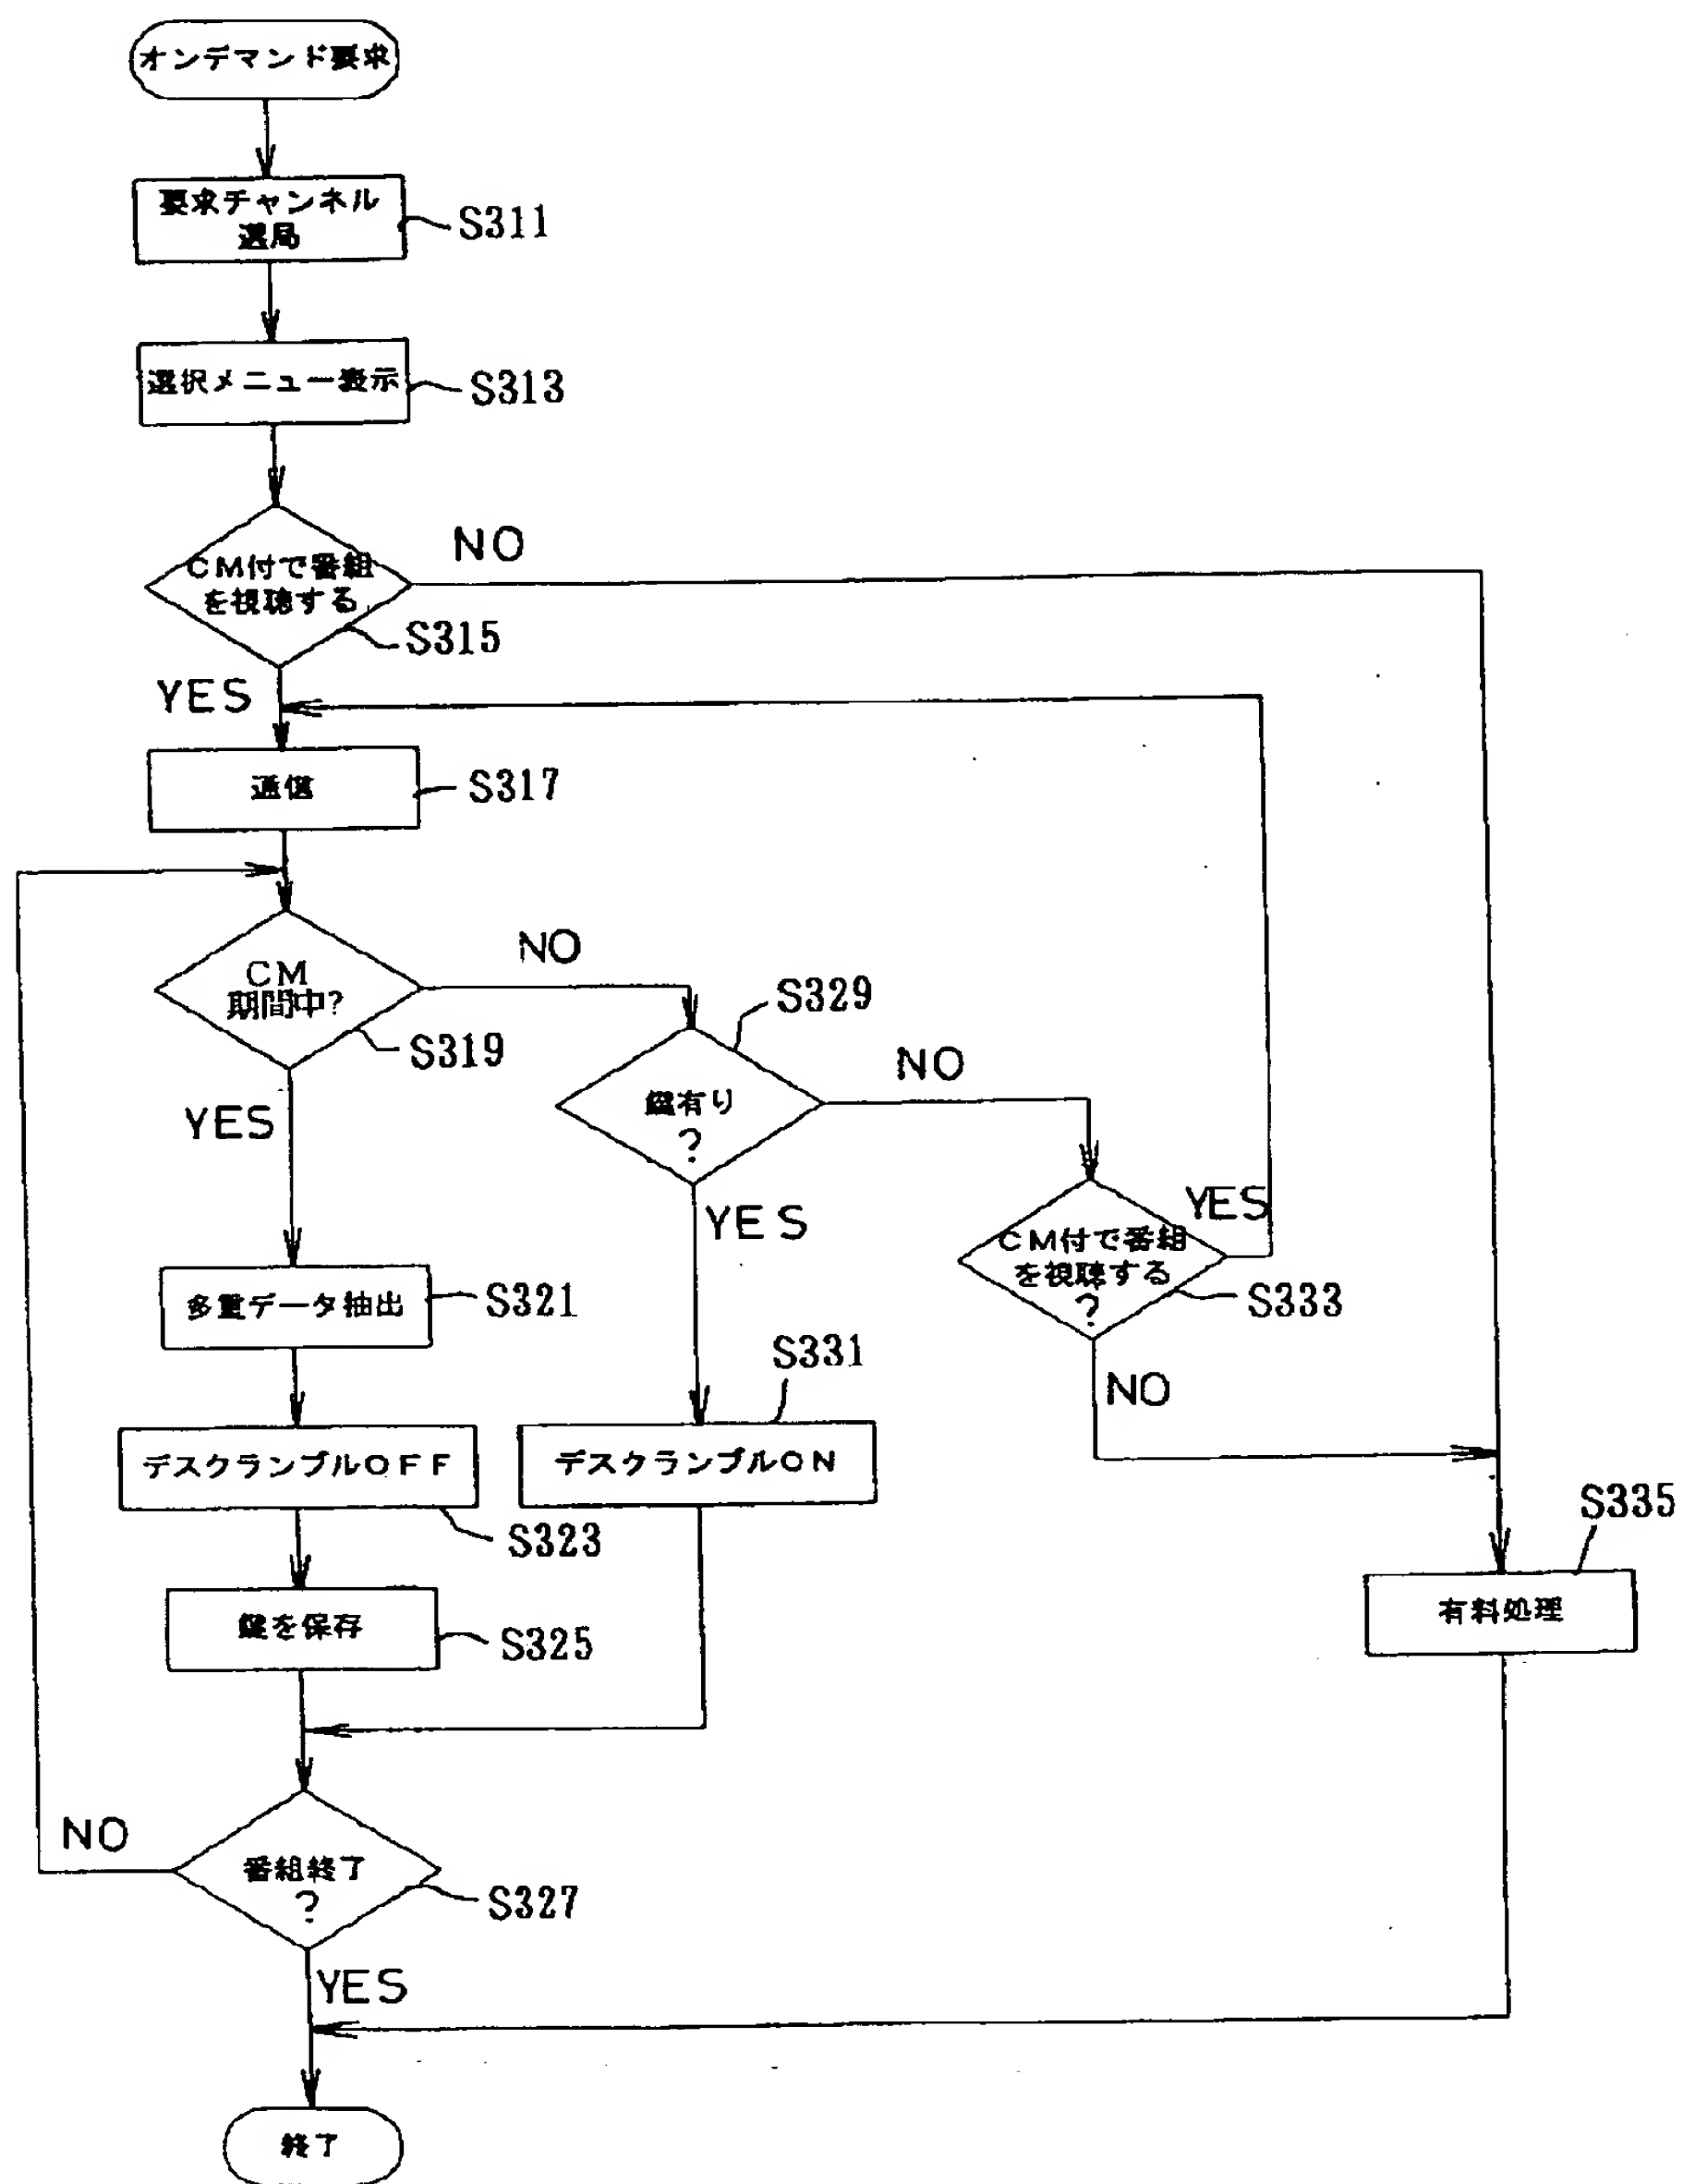 オンデマンド要求
要求チャンネル
選局
S311
選択メニュー表示
S313
CM付で番組
を視聴する
NO
S315
YES
通信
S317
CM
期間中?
NO
S319
YES
S329
鍵有り
?
NO
YES
CM付で番組
を視聴する
?
YES
S333
NO
多重データ抽出
S321
S331
デスクランブルOFF
S323
デスクランブルON
鍵を保存
S325
S335
有料処理
番組終了
?
NO
S327
YES
終了